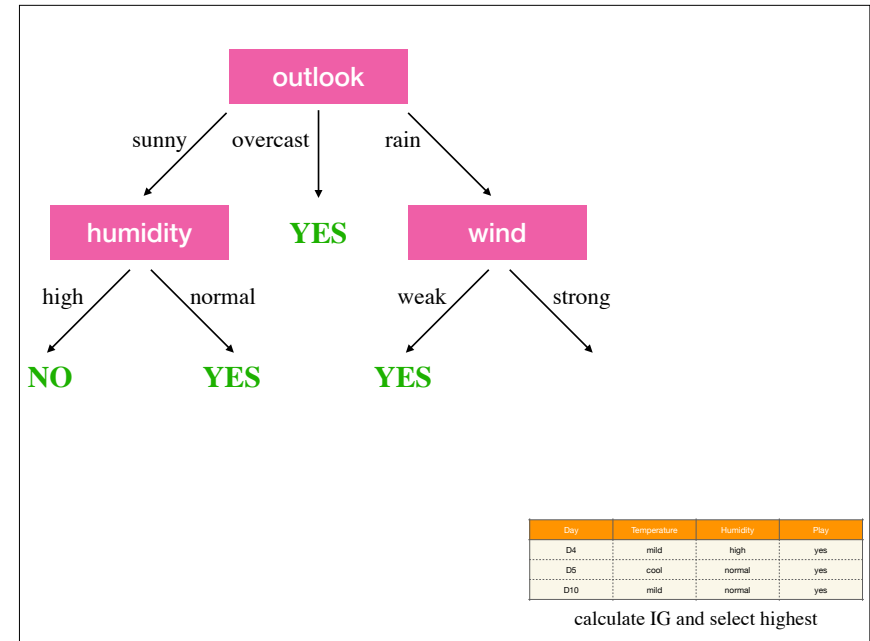 outlook
sunny overcast rain
humidity YES wind
high normal weak strong
NO YES YES
Day Temperature Humidity Play
D4 mild high yes
D5 cool normal yes
D10 mild normal yes
calculate IG and select highest